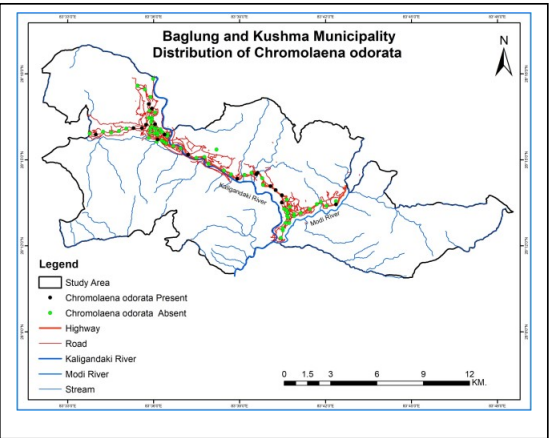 Baglung and Kushma Municipality
Distribution of Chromolaena odorata
N
Kaligandaki River
Modi River
Legend
Study Area
Chromolaena odorata Present
Chromolaena odorata Absent
Highway
Road
Kaligandaki River
Modi River
Stream
0 1.5 3 6 9 12
KM.